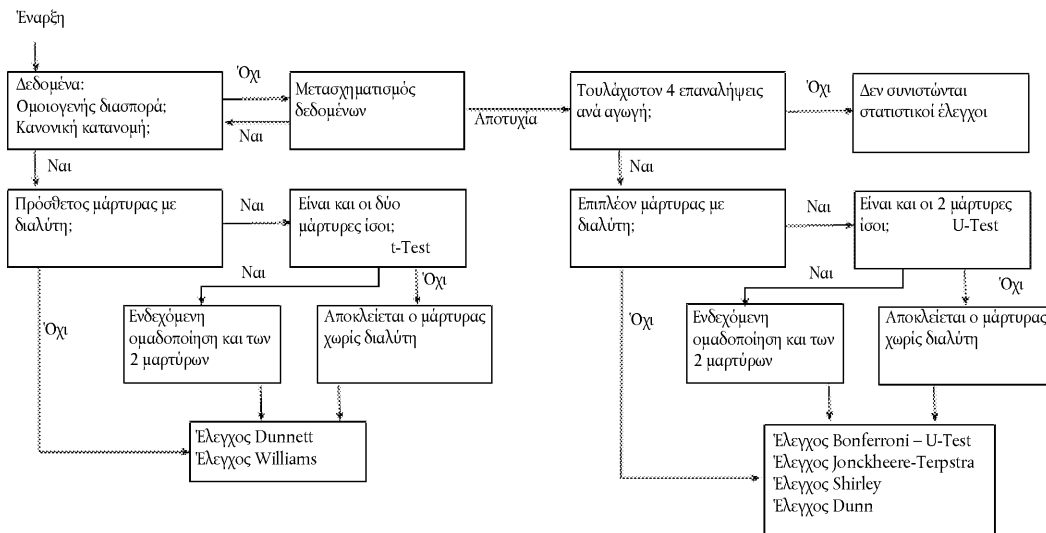 Έναρξη
Δεδομένα:
Ομοιογενής διασπορά;
Κανονική κατανομή;
Όχι
Ναι
Μετασχηματισμός
δεδομένων
Αποτυχία
Τουλάχιστον 4 επαναλήψεις
ανά αγωγή;
Όχι
Δεν συνιστώνται
στατιστικοί έλεγχοι
Ναι
Ναι
Πρόσθετος μάρτυρας με
διαλύτη;
Ναι
Είναι και οι δύο
μάρτυρες ίσοι;
t-Test
Επιπλέον μάρτυρας με
διαλύτη;
Ναι
Είναι και οι 2 μάρτυρες
ίσοι; U-Test
Ναι
Όχι
Ναι
Όχι
Όχι
Ενδεχόμενη
ομαδοποίηση και των
2 μαρτύρων
Αποκλείεται ο μάρτυρας
χωρίς διαλύτη
Όχι
Ενδεχόμενη
ομαδοποίηση και των
2 μαρτύρων
Αποκλείεται ο μάρτυρας
χωρίς διαλύτη
Έλεγχος Dunnett
Έλεγχος Williams
Έλεγχος Bonferroni – U-Test
Έλεγχος Jonckheere-Terpstra
Έλεγχος Shirley
Έλεγχος Dunn